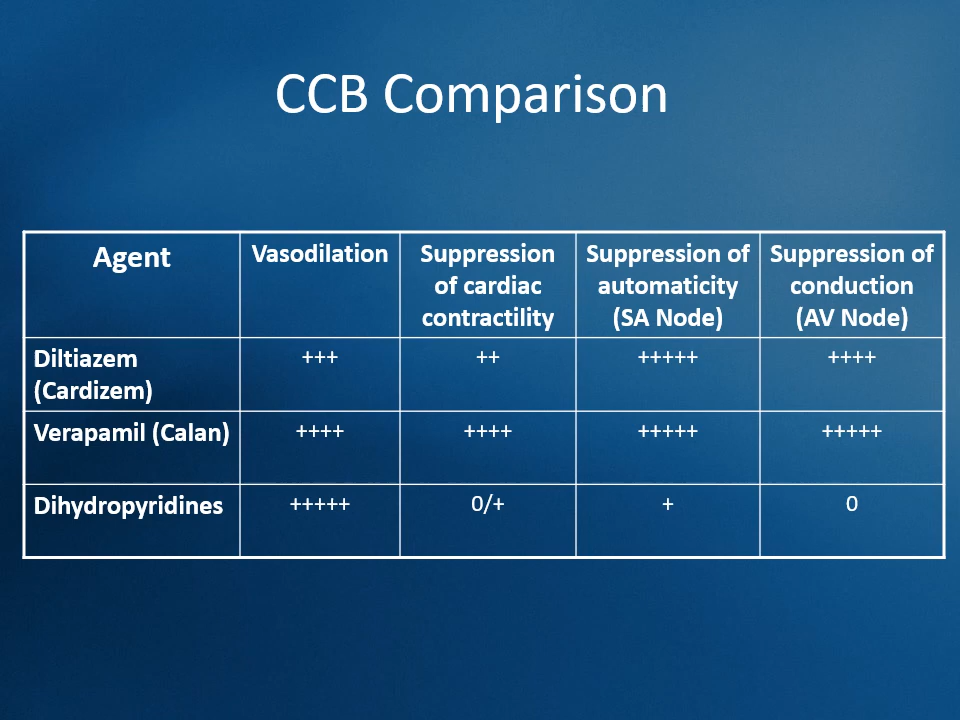 CCB Comparison
Agent
Vasodilation
Suppression
of cardiac
contractility
Suppression of
automaticity
(SA Node)
Suppression of
conduction
(AV Node)
Diltiazem
(Cardizem)
+++
++
+++++
++++
Verapamil (Calan)
++++
++++
+++++
+++++
Dihydropyridines
+++++
0/+
+
0